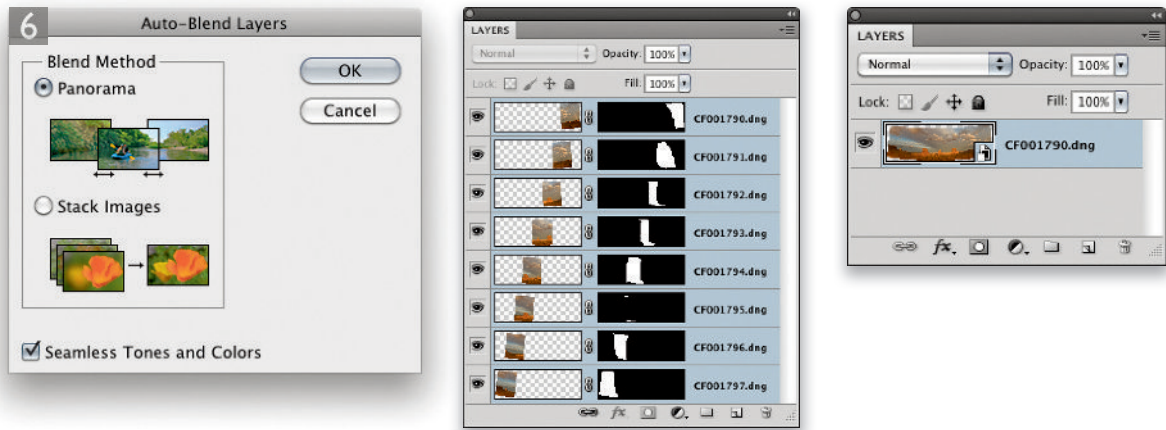 6
Auto-Blend Layers
Blend Method
Panorama
Stack Images
Seamless Tones and Colors
OK
Cancel
LAYERS
Normal Opacity: 100%
Lock: Fill: 100%
CF001790.dng
CF001791.dng
CF001792.dng
CF001793.dng
CF001794.dng
CF001795.dng
CF001796.dng
CF001797.dng
fx
LAYERS
Normal Opacity: 100%
Lock: Fill: 100%
CF001790.dng
fx.